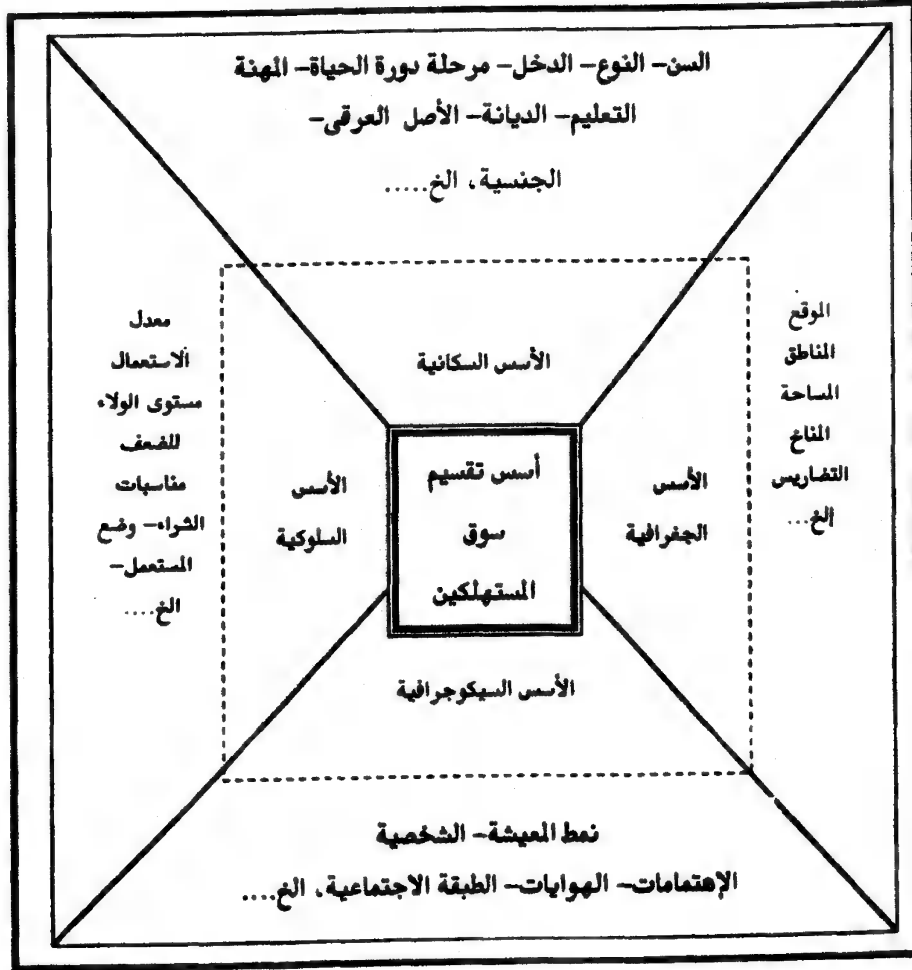 السن– النوع– الدخل– مرحلة دورة الحياة– المهنة
التعليم– الديانة– الأصل العرقى–
الجنسية، الخ.....
الأسس السكانية
الموقع
المناطق
المساحة
المناخ
التضاريس
إلخ...
الأسس
الجغرافية
أسس تقسيم
سوق
المستهلكين
الأسس
السلوكية
معدل
الاستعمال
مستوى الولاء
للضعف
مناسبات
الشراء– وضع
المستعمل–
الخ....
الأسس السيكوجرافية
نمط المعيشة– الشخصية
الإهتمامات– الهوايات– الطبقة الاجتماعية، الخ....